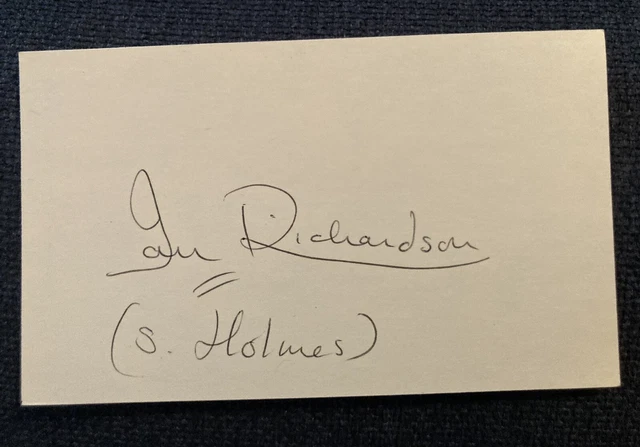 Ian Richardson
(S. Holmes)